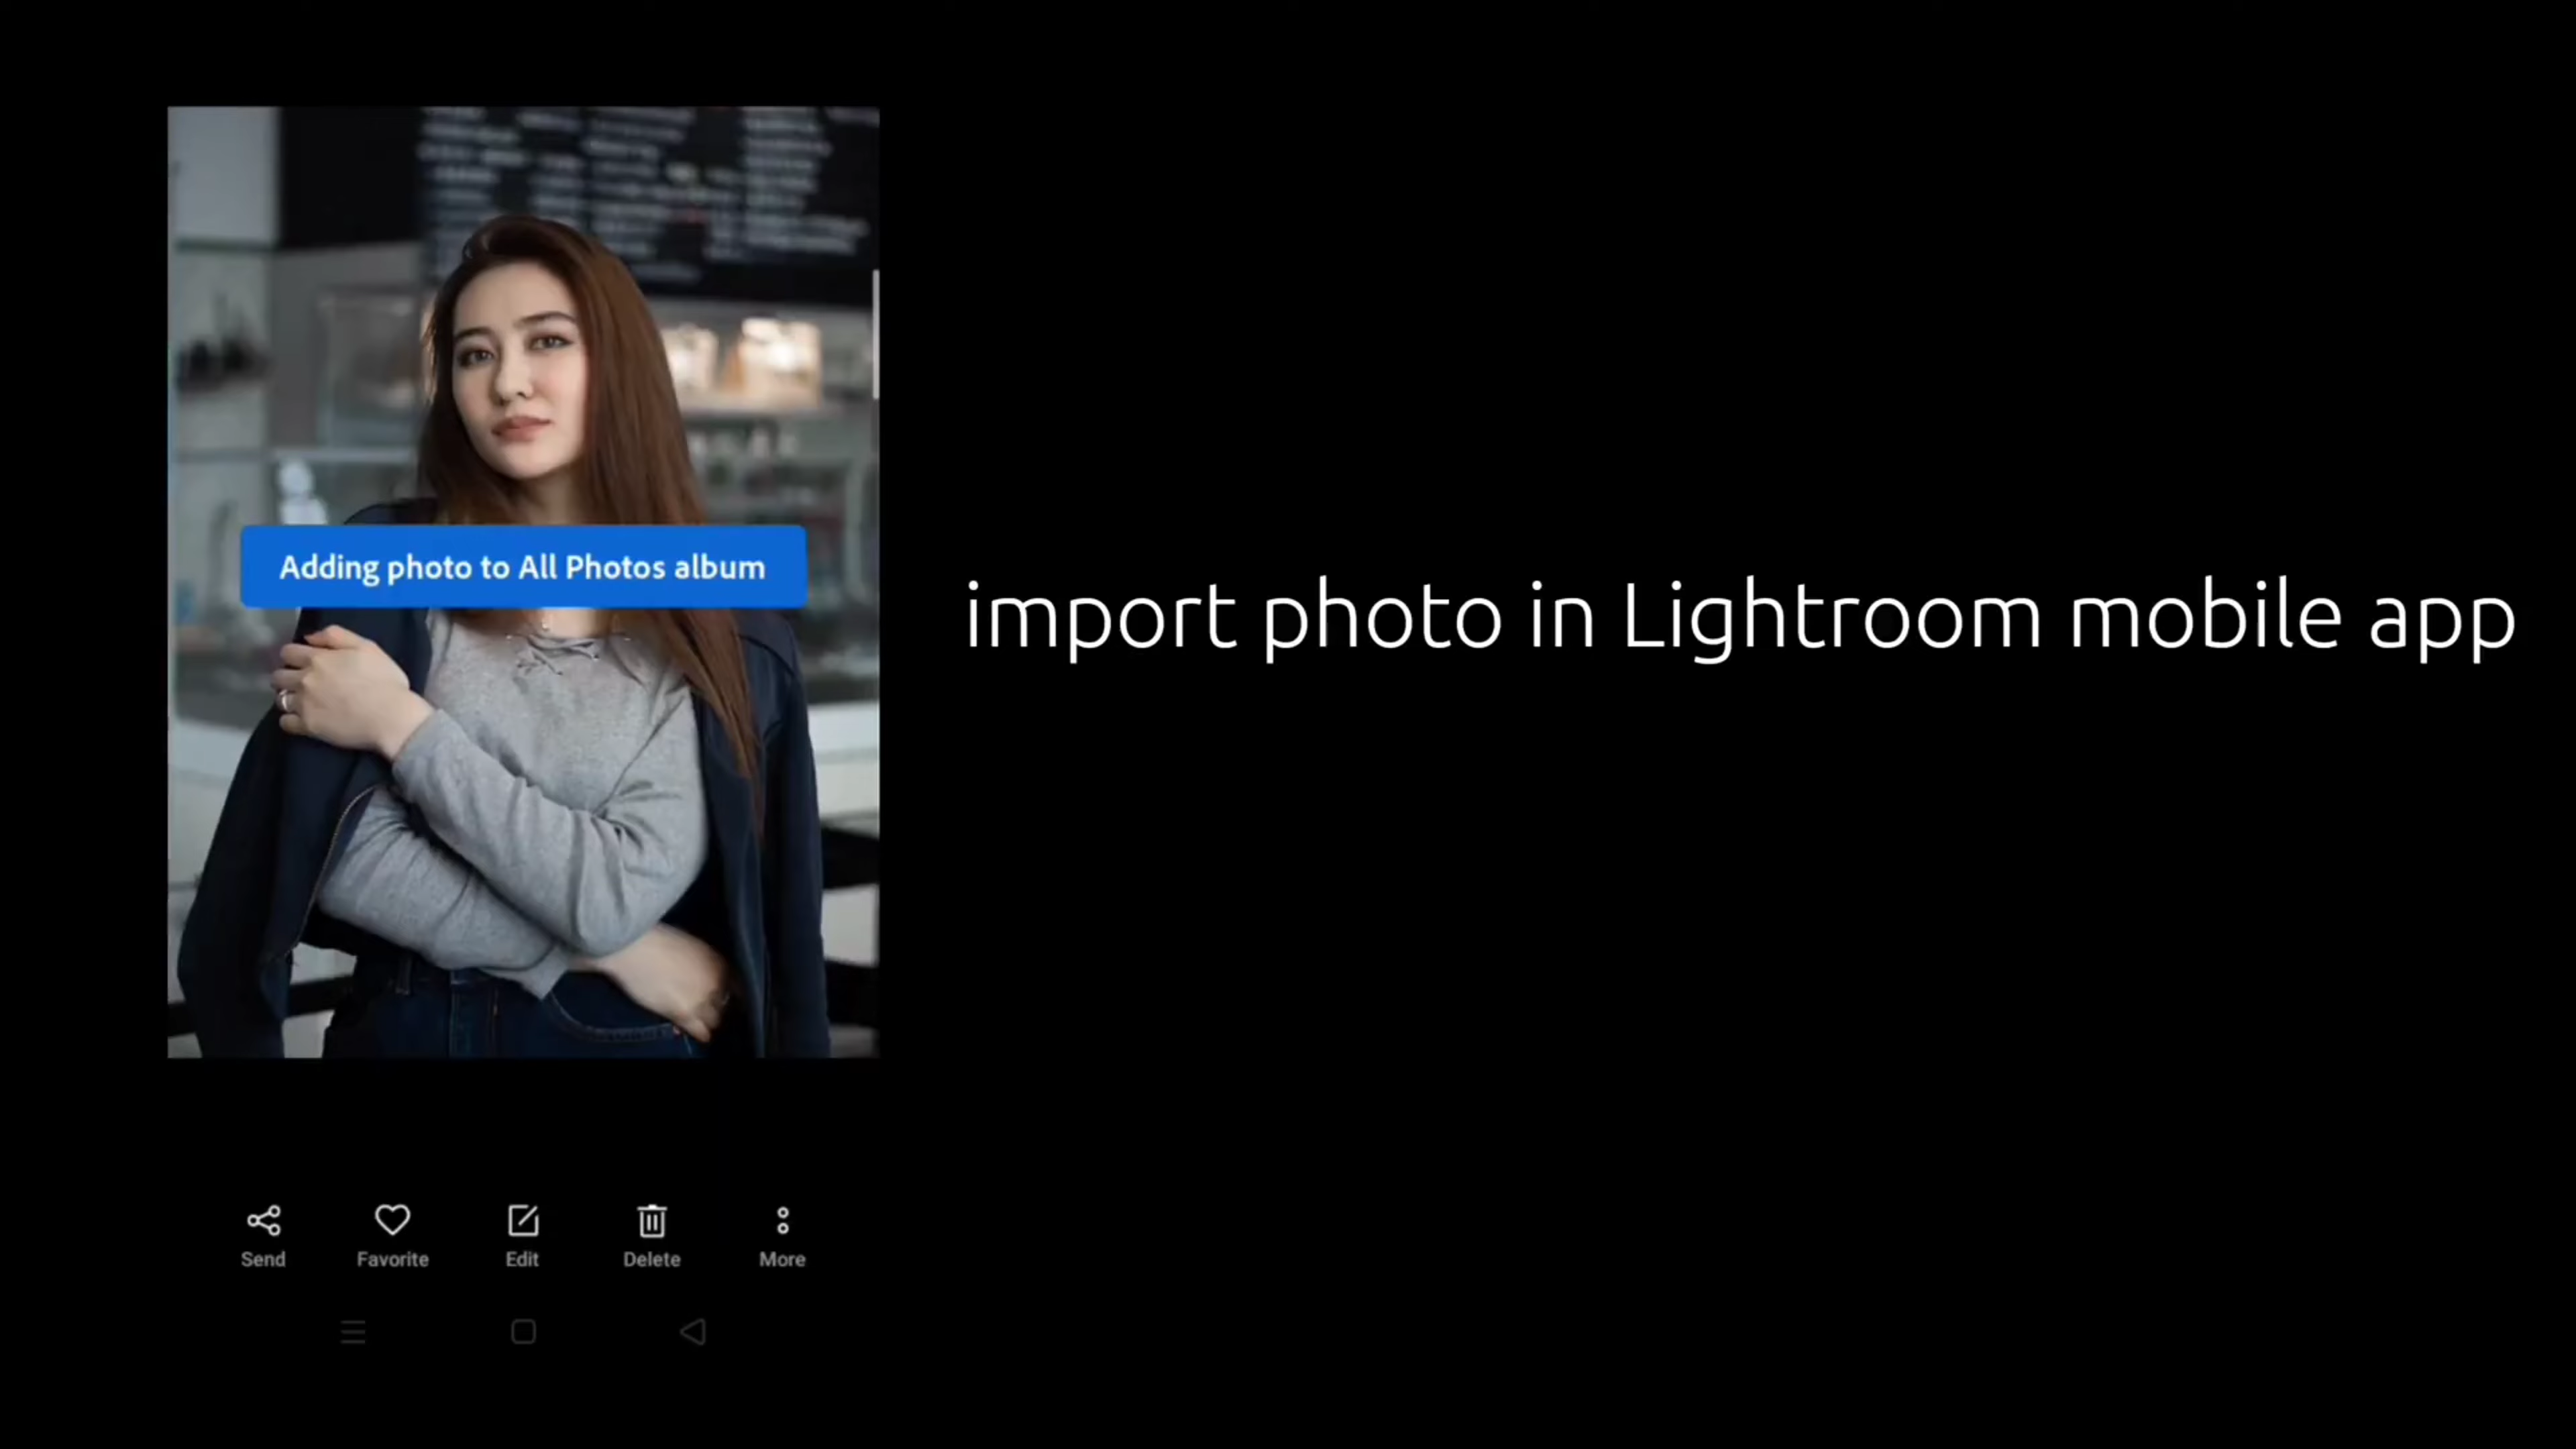 Adding photo to All Photos album
import photo in Lightroom mobile app
Send
Favorite
Edit
Delete
More